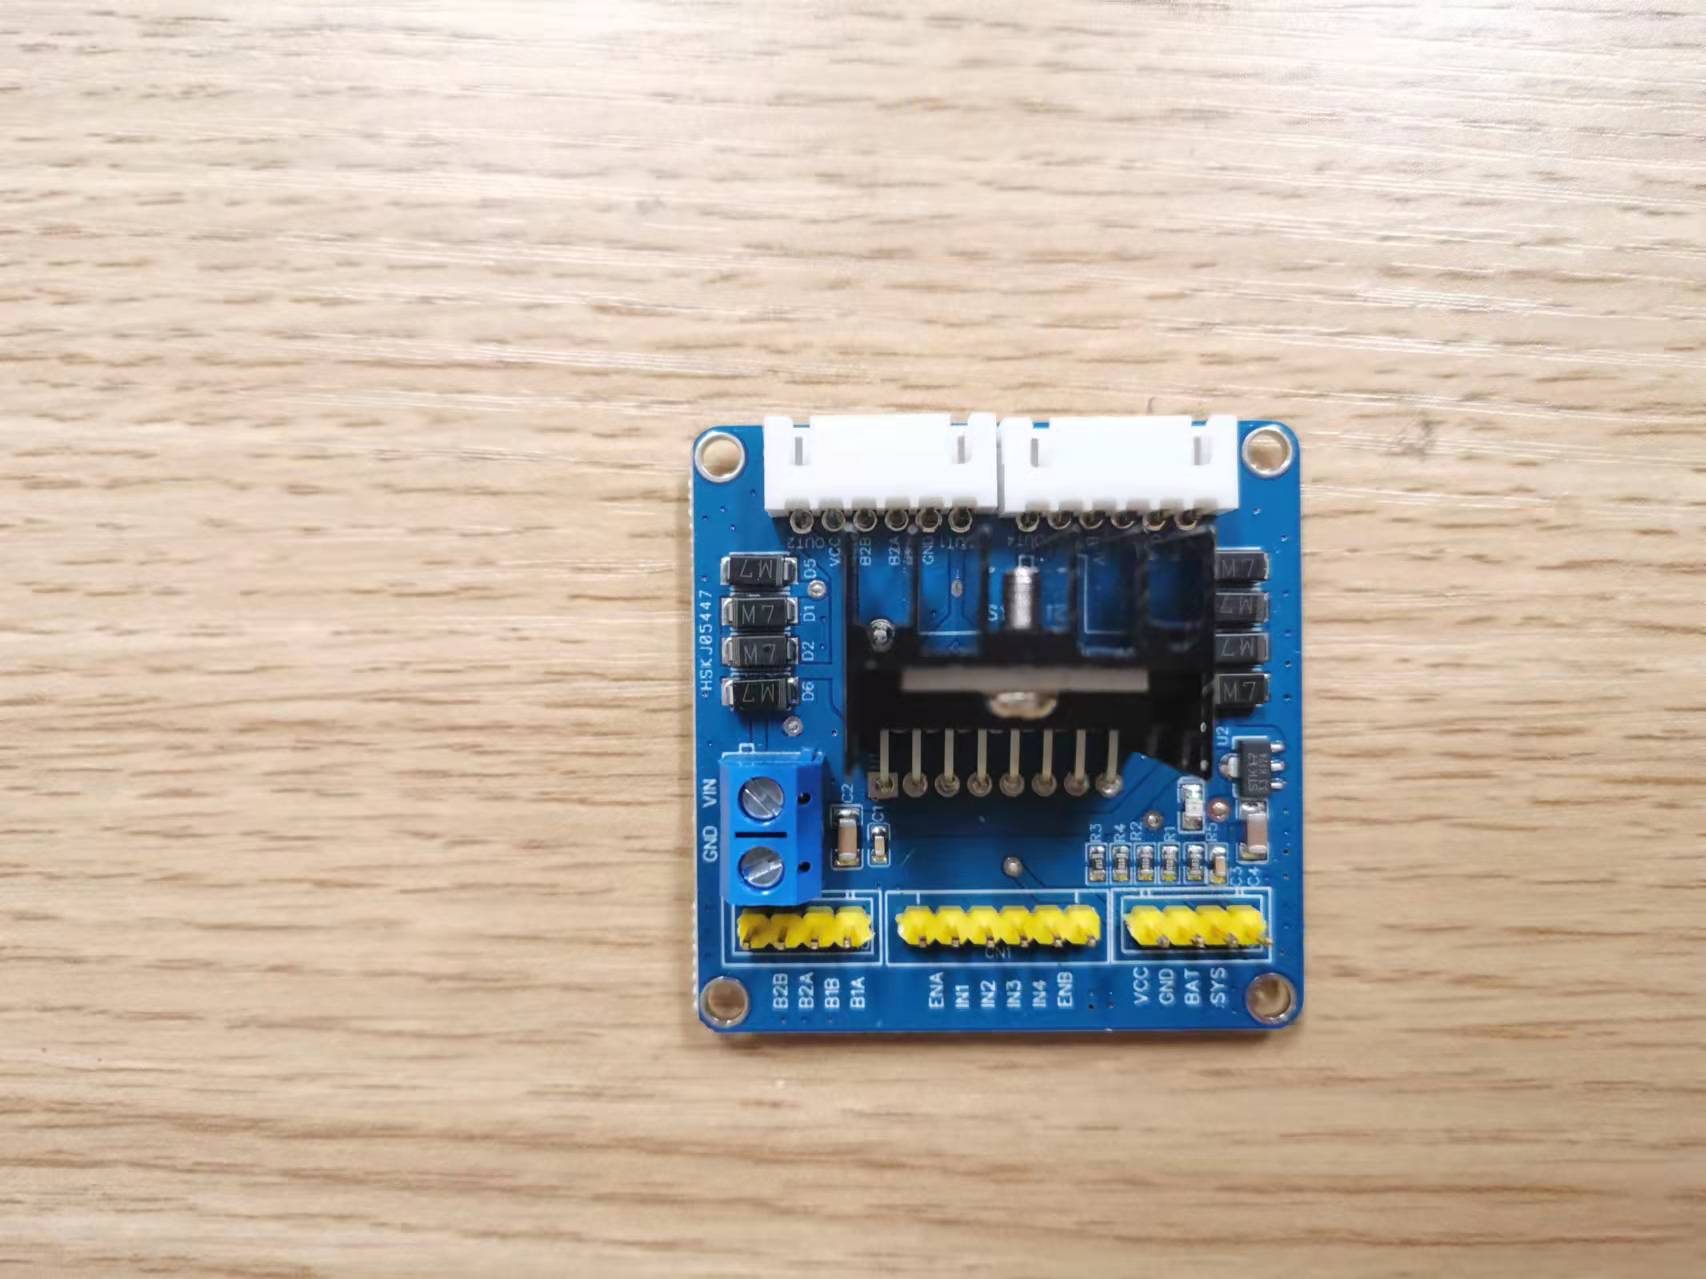 OUT2
VCC
B2B
B2A
GND
M7
D5
M7
D1
M7
D2
M7
D6
M7
M7
M7
M7
HSKJ05447
U2
VIN
GND
C2
C1
R3
R4
R2
R1
R5
C3
C4
CN1
B2B
B2A
B1B
B1A
ENA
IN1
IN2
IN3
IN4
ENB
VCC
GND
BAT
SYS